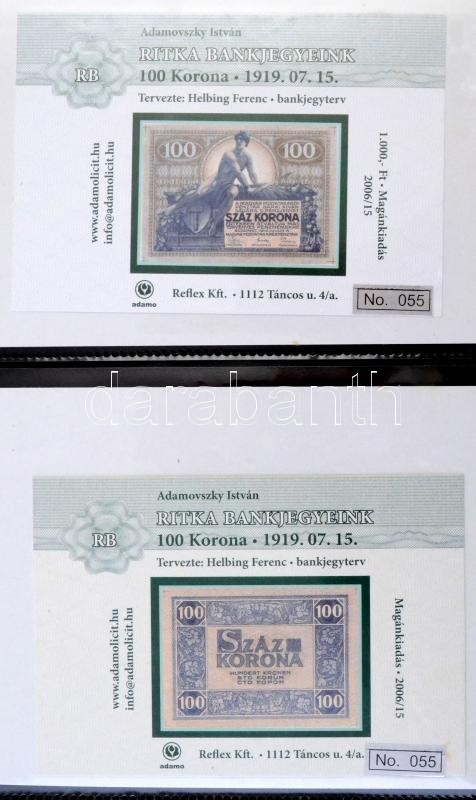 Adamovszky István
RITKA BANKJEGYEINK
RB
100 Korona • 1919. 07. 15.
Tervezte: Helbing Ferenc • bankjegyterv
www.adamolicit.hu
info@adamolicit.hu
100 100
SZÁZ KORONA
1.000,- Ft • Magánkiadás
2006/15
adamo
Reflex Kft. • 1112 Táncos u. 4/a.
No. 055
darabanth
Adamovszky István
RITKA BANKJEGYEINK
RB
100 Korona • 1919. 07. 15.
Tervezte: Helbing Ferenc • bankjegyterv
www.adamolicit.hu
info@adamolicit.hu
100 100
SZÁZ
KORONA
HUNDERT KRONEN
STO KORUN
100 100
Magánkiadás • 2006/15
adamo
Reflex Kft. • 1112 Táncos u. 4/a.
No. 055